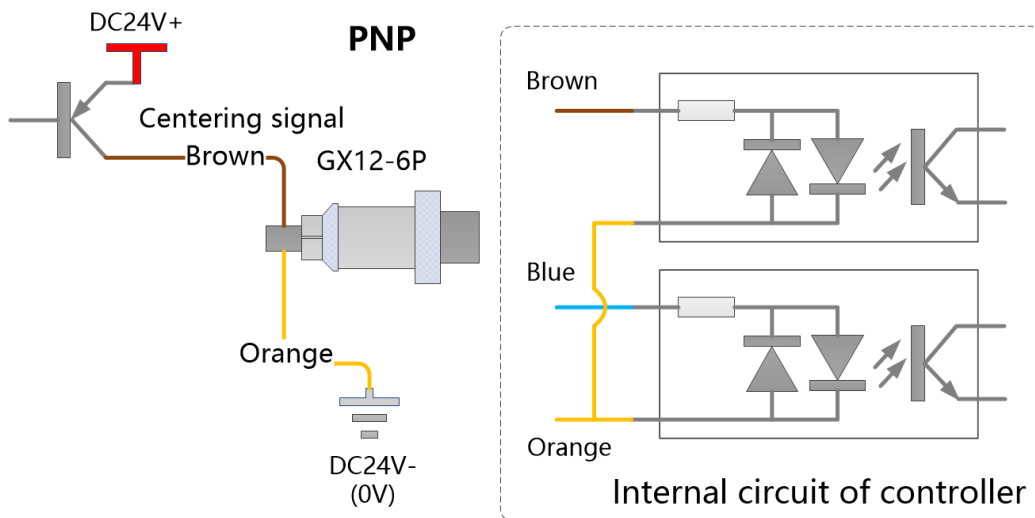 DC24V+
PNP
Centering signal
Brown
GX12-6P
Orange
DC24V-
(0V)
Brown
Blue
Orange
Internal circuit of controller